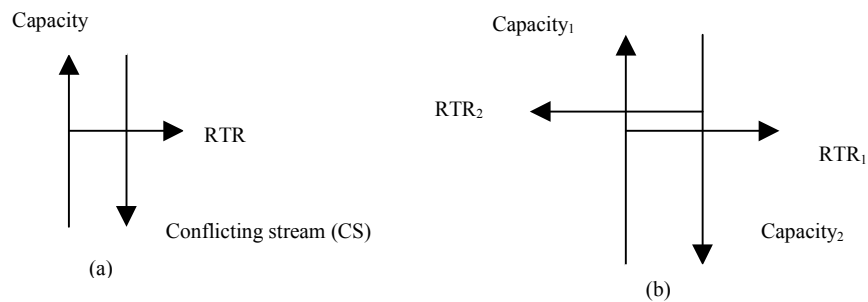 Capacity
RTR
Conflicting stream (CS)
(a)
Capacity₁
RTR₂
RTR₁
Capacity₂
(b)